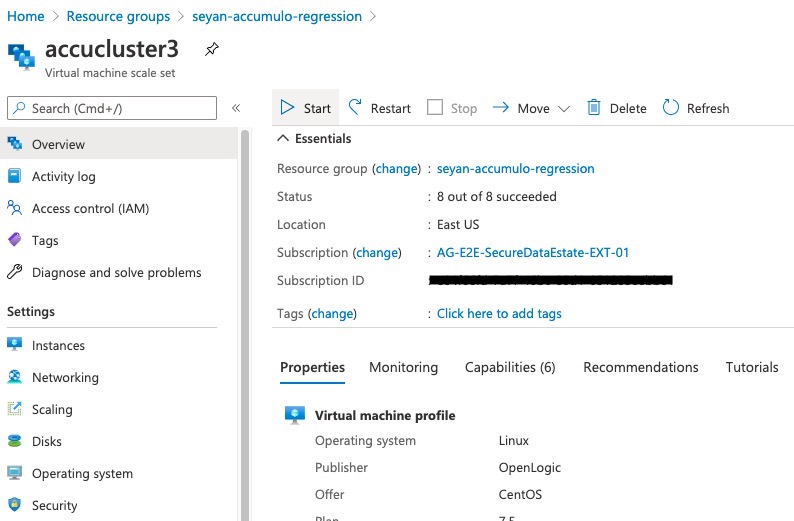 Home > Resource groups > seyan-accumulo-regression >
accucluster3
Virtual machine scale set
Search (Cmd+/)
«
Overview
Activity log
Access control (IAM)
Tags
Diagnose and solve problems
Settings
Instances
Networking
Scaling
Disks
Operating system
Security
Start Restart Stop Move Delete Refresh
Essentials
Resource group (change) : seyan-accumulo-regression
Status : 8 out of 8 succeeded
Location : East US
Subscription (change) : AG-E2E-SecureDataEstate-EXT-01
Subscription ID
Tags (change) : Click here to add tags
Properties Monitoring Capabilities (6) Recommendations Tutorials
Virtual machine profile
Operating system Linux
Publisher OpenLogic
Offer CentOS
Plan 7.5